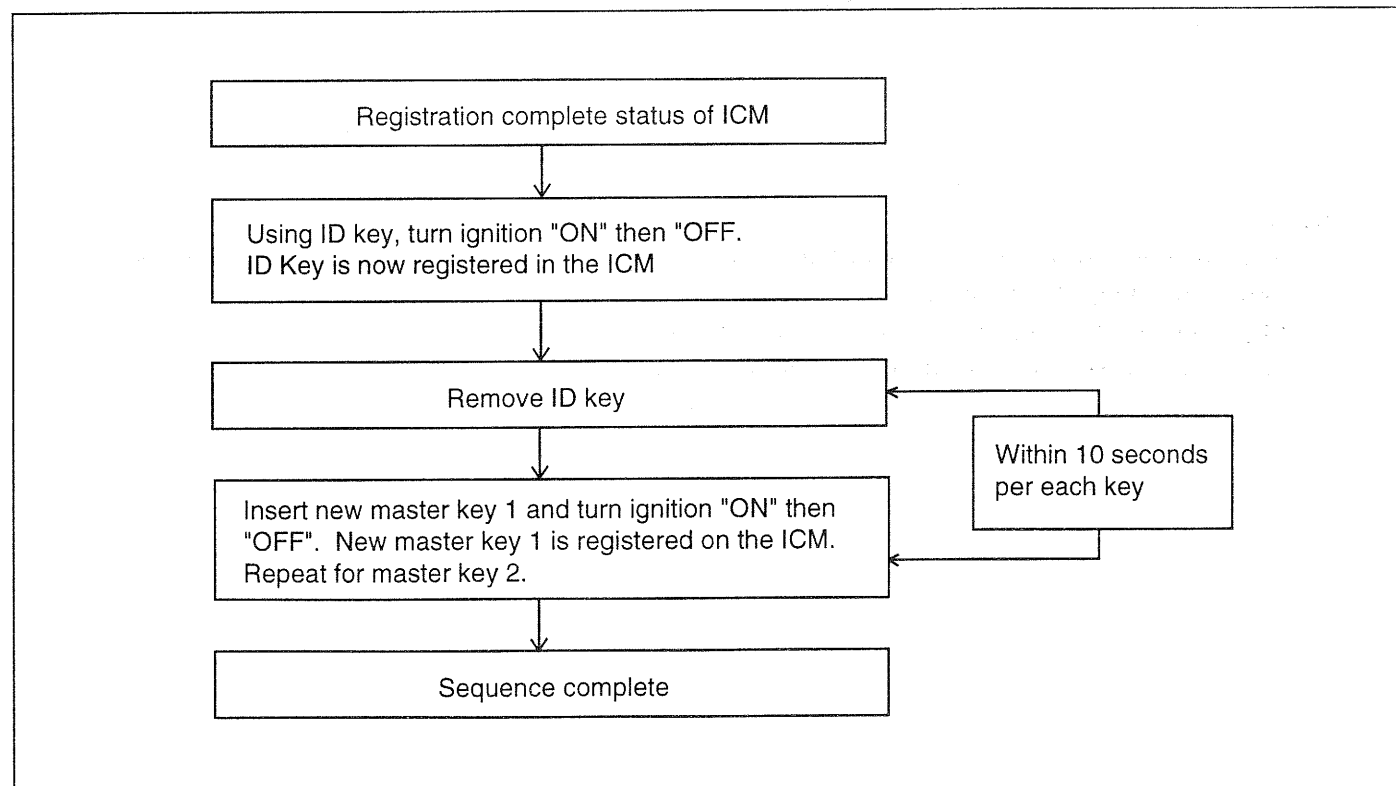 Registration complete status of ICM
Using ID key, turn ignition "ON" then "OFF.
ID Key is now registered in the ICM
Remove ID key
Within 10 seconds
per each key
Insert new master key 1 and turn ignition "ON" then
"OFF".  New master key 1 is registered on the ICM.
Repeat for master key 2.
Sequence complete